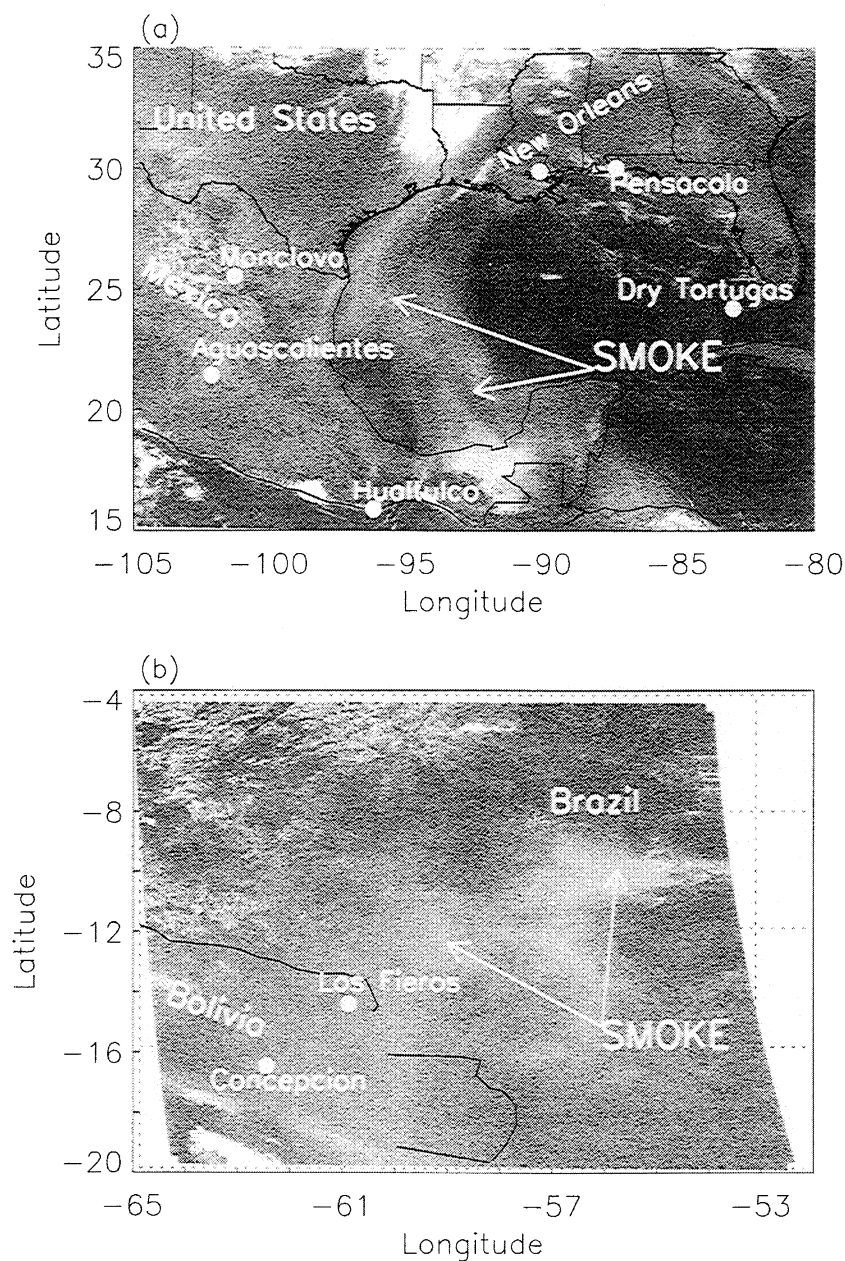 (a)
35
United States
New Orleans
30
Pensacola
Monclova
Mexico
25
Dry Tortugas
Aguascalientes
SMOKE
20
Huatulco
15
Latitude
-105 -100 -95 -90 -85 -80
Longitude
(b)
-4
Brazil
-8
-12
Los Fieros
Bolivia
SMOKE
-16
Concepcion
-20
Latitude
-65 -61 -57 -53
Longitude